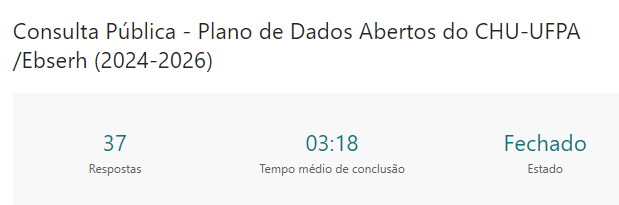 Consulta Pública - Plano de Dados Abertos do CHU-UFPA
/Ebserh (2024-2026)
37
Respostas
03:18
Tempo médio de conclusão
Fechado
Estado